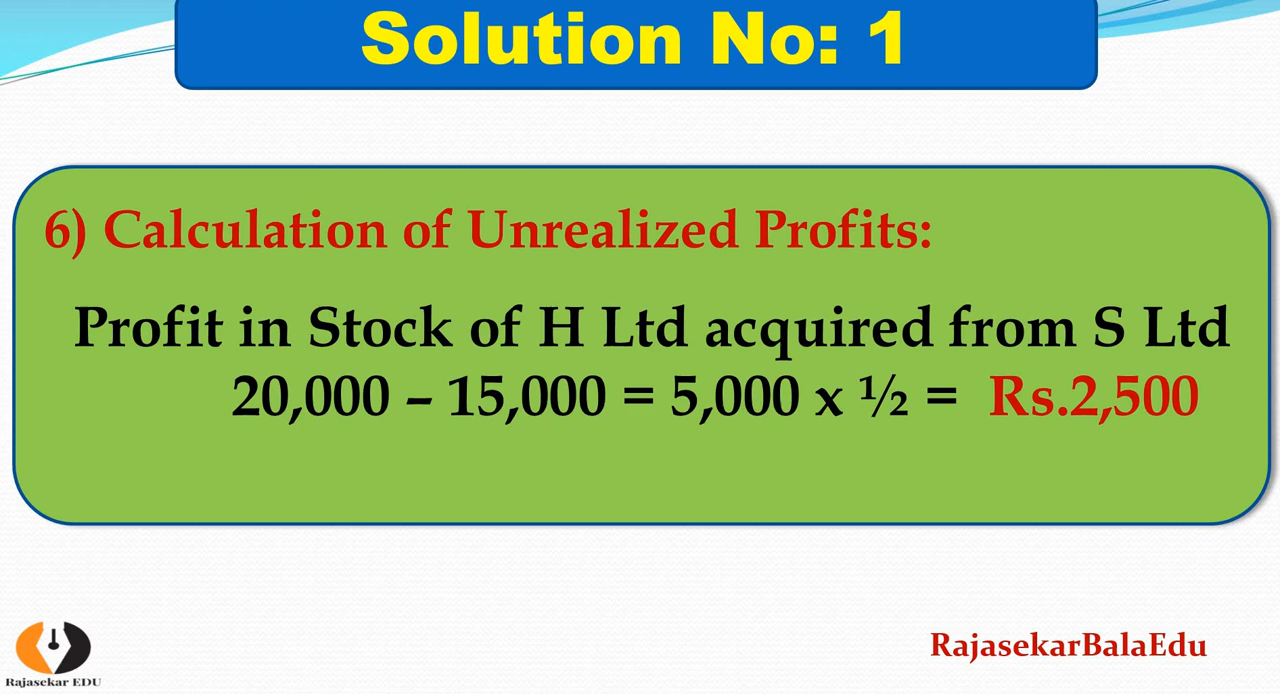 Solution No: 1
6) Calculation of Unrealized Profits:
Profit in Stock of H Ltd acquired from S Ltd
20,000 – 15,000 = 5,000 x ½ = Rs.2,500
RajasekarBalaEdu
Rajasekar EDU